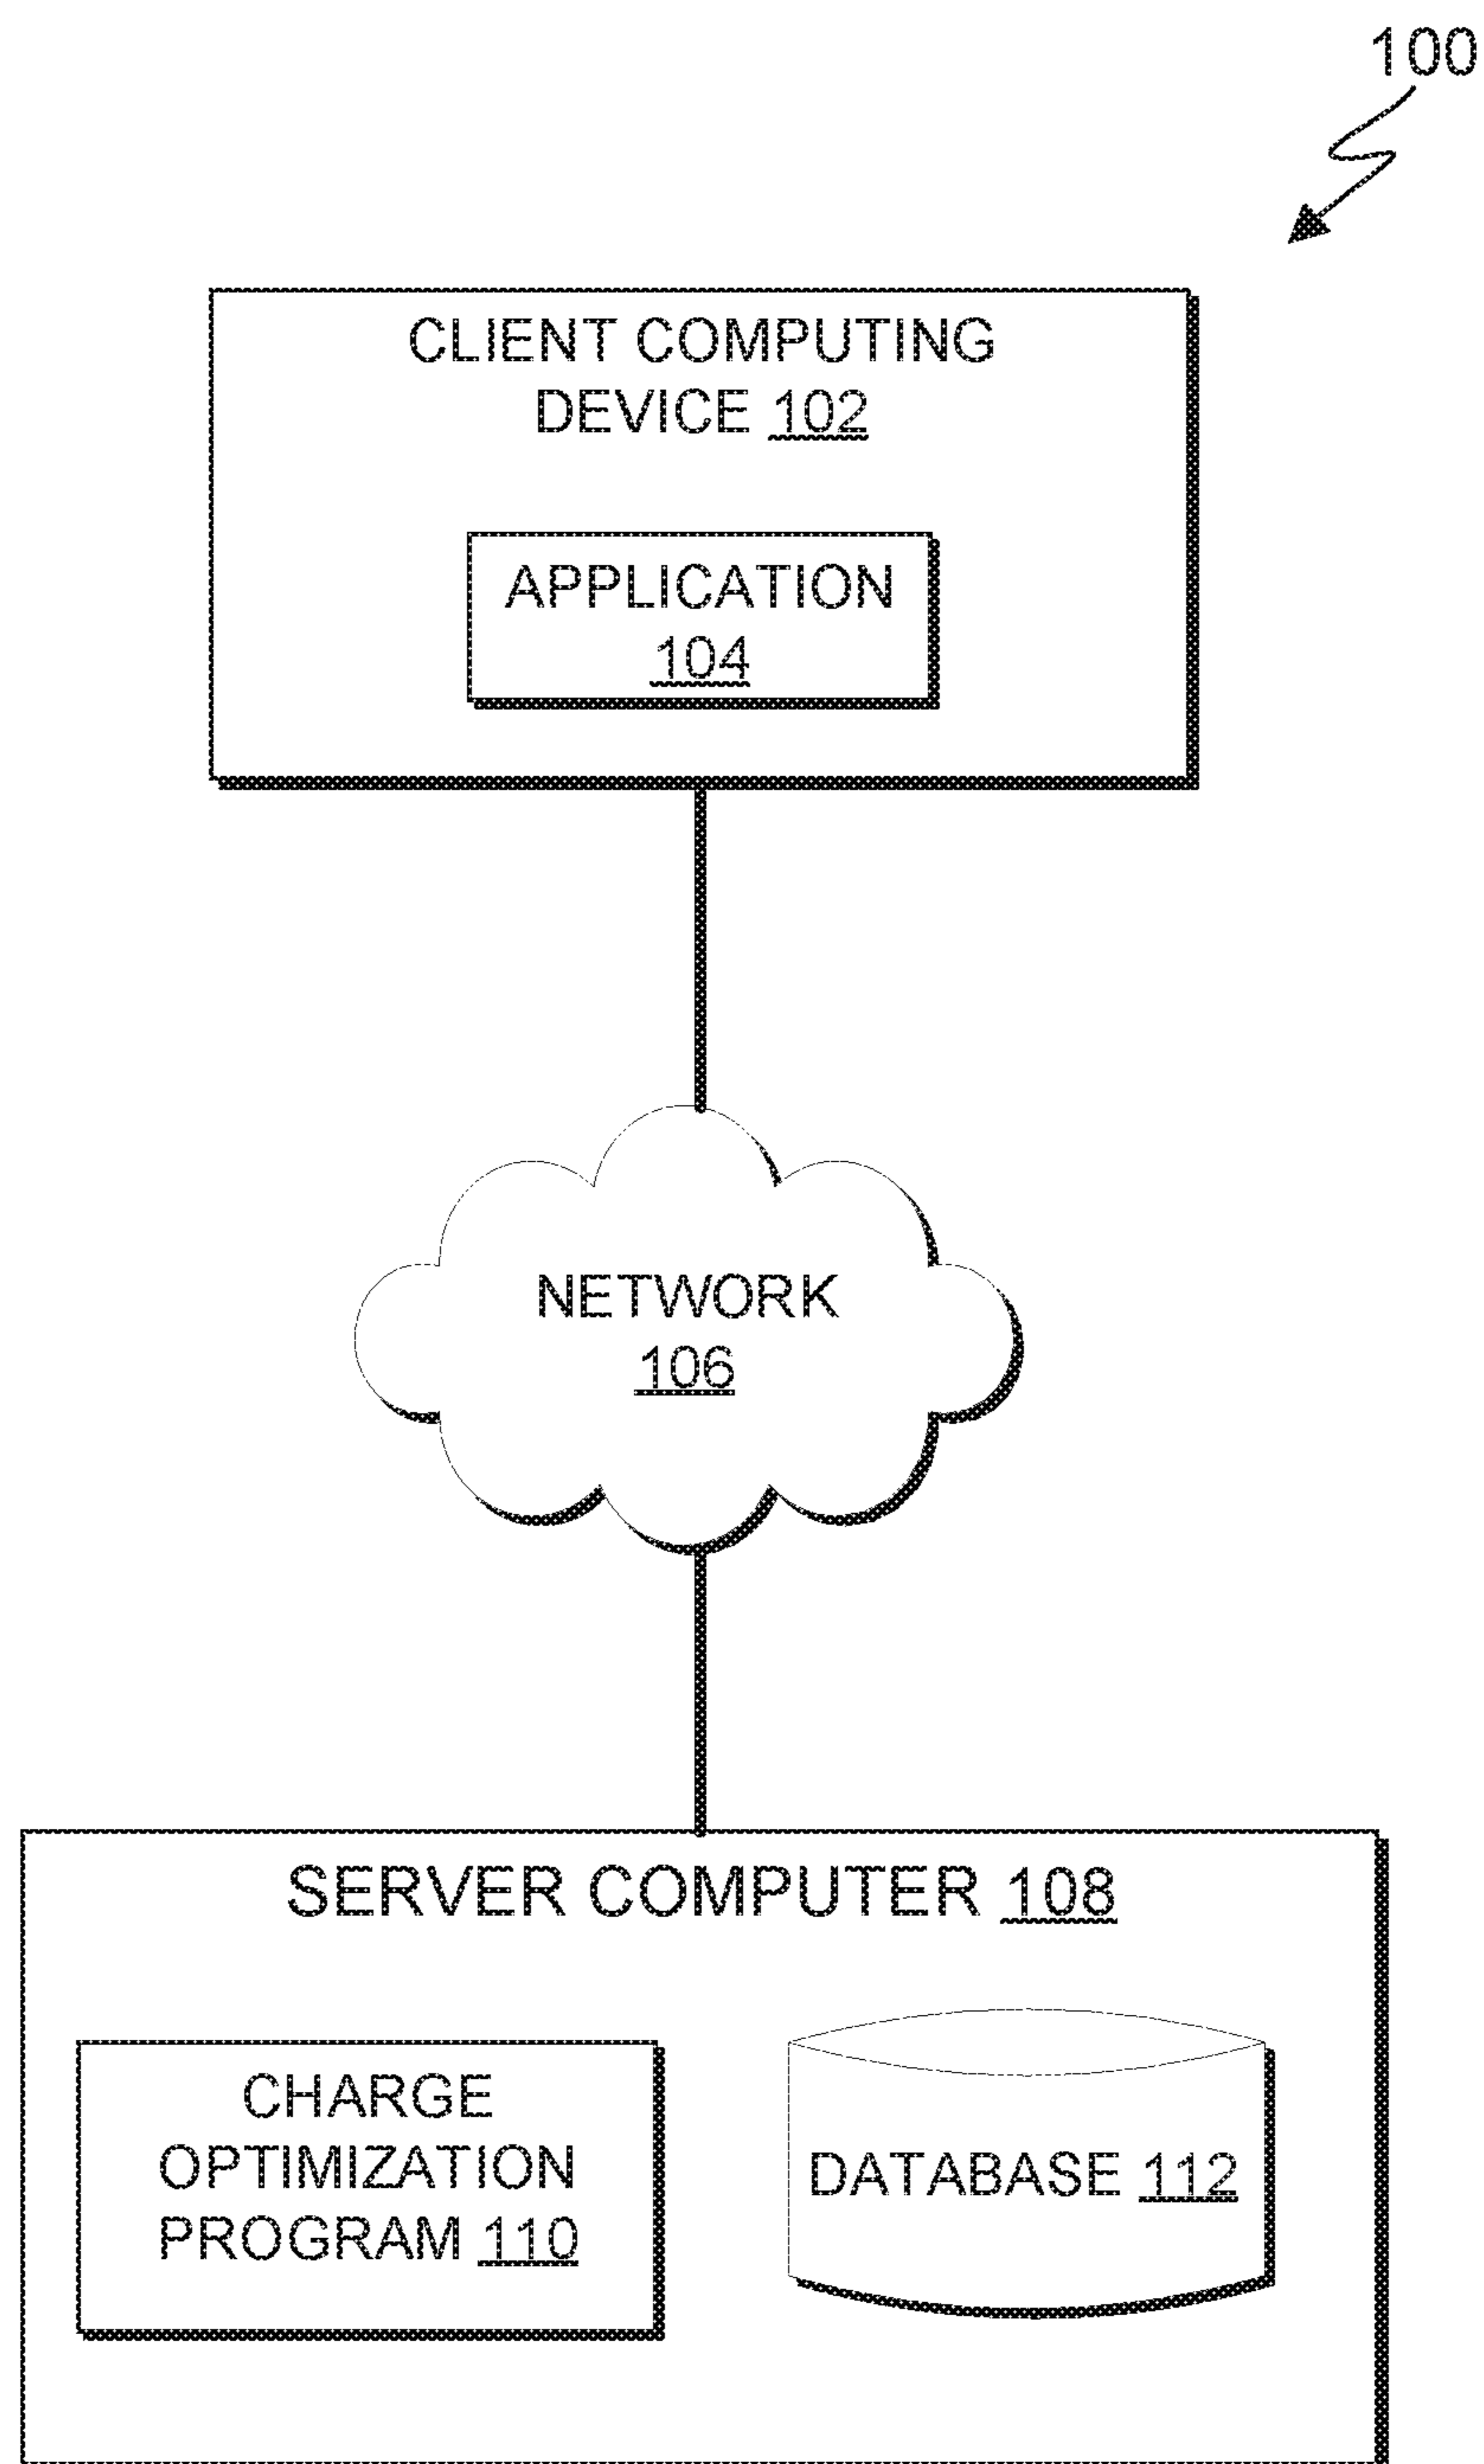 100
CLIENT COMPUTING
DEVICE 102
APPLICATION
104
NETWORK
106
SERVER COMPUTER 108
CHARGE
OPTIMIZATION
PROGRAM 110
DATABASE 112